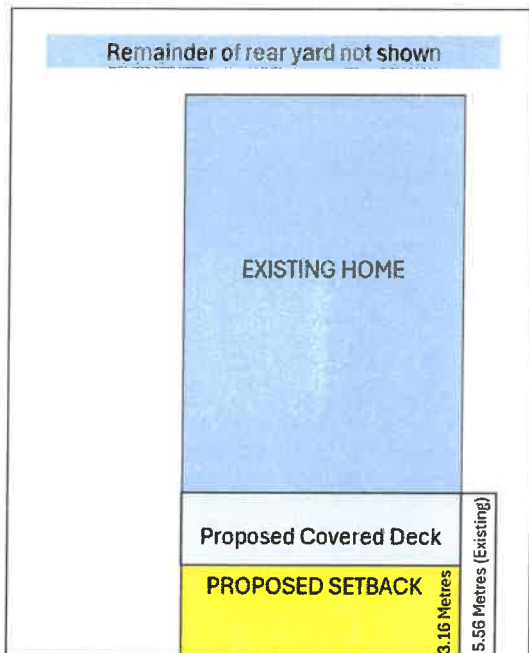 Remainder of rear yard not shown
EXISTING HOME
Proposed Covered Deck
PROPOSED SETBACK
3.16 Metres
5.56 Metres (Existing)